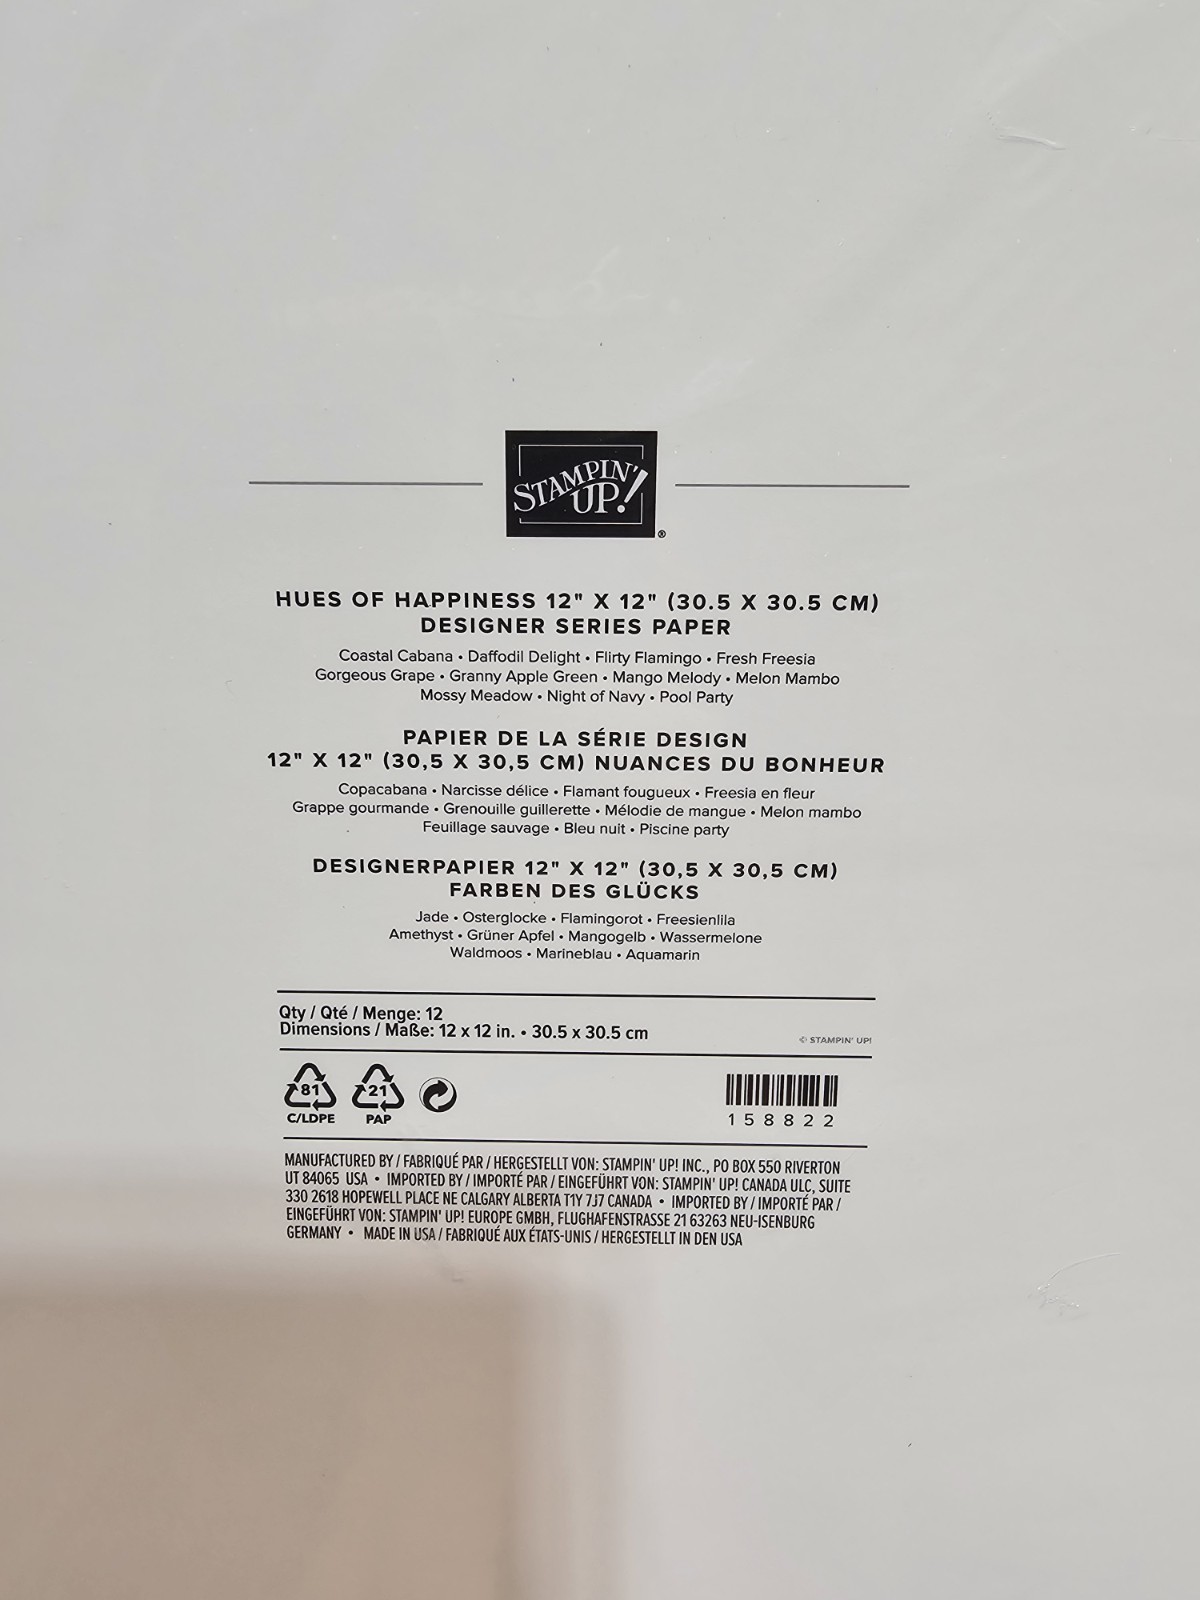 STAMPIN'
UP!
®
HUES OF HAPPINESS 12" X 12" (30.5 X 30.5 CM)
DESIGNER SERIES PAPER
Coastal Cabana • Daffodil Delight • Flirty Flamingo • Fresh Freesia
Gorgeous Grape • Granny Apple Green • Mango Melody • Melon Mambo
Mossy Meadow • Night of Navy • Pool Party
PAPIER DE LA SÉRIE DESIGN
12" X 12" (30,5 X 30,5 CM) NUANCES DU BONHEUR
Copacabana • Narcisse délice • Flamant fougueux • Freesia en fleur
Grappe gourmande • Grenouille guillerette • Mélodie de mangue • Melon mambo
Feuillage sauvage • Bleu nuit • Piscine party
DESIGNERPAPIER 12" X 12" (30,5 X 30,5 CM)
FARBEN DES GLÜCKS
Jade • Osterglocke • Flamingorot • Freesienlila
Amethyst • Grüner Apfel • Mangogelb • Wassermelone
Waldmoos • Marineblau • Aquamarin
Qty / Qté / Menge: 12
Dimensions / Maße: 12 x 12 in. • 30.5 x 30.5 cm
© STAMPIN' UP!
81 21
C/LDPE PAP
158822
MANUFACTURED BY / FABRIQUÉ PAR / HERGESTELLT VON: STAMPIN' UP! INC., PO BOX 550 RIVERTON
UT 84065 USA • IMPORTED BY / IMPORTÉ PAR / EINGEFÜHRT VON: STAMPIN' UP! CANADA ULC, SUITE
330 2618 HOPEWELL PLACE NE CALGARY ALBERTA T1Y 7J7 CANADA • IMPORTED BY / IMPORTÉ PAR /
EINGEFÜHRT VON: STAMPIN' UP! EUROPE GMBH, FLUGHAFENSTRASSE 21 63263 NEU-ISENBURG
GERMANY • MADE IN USA / FABRIQUÉ AUX ÉTATS-UNIS / HERGESTELLT IN DEN USA